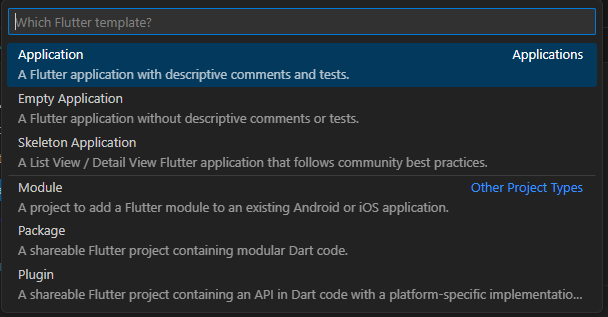 Which Flutter template?
Application Applications
A Flutter application with descriptive comments and tests.
Empty Application
A Flutter application without descriptive comments or tests.
Skeleton Application
A List View / Detail View Flutter application that follows community best practices.
Module Other Project Types
A project to add a Flutter module to an existing Android or iOS application.
Package
A shareable Flutter project containing modular Dart code.
Plugin
A shareable Flutter project containing an API in Dart code with a platform-specific implementatio...